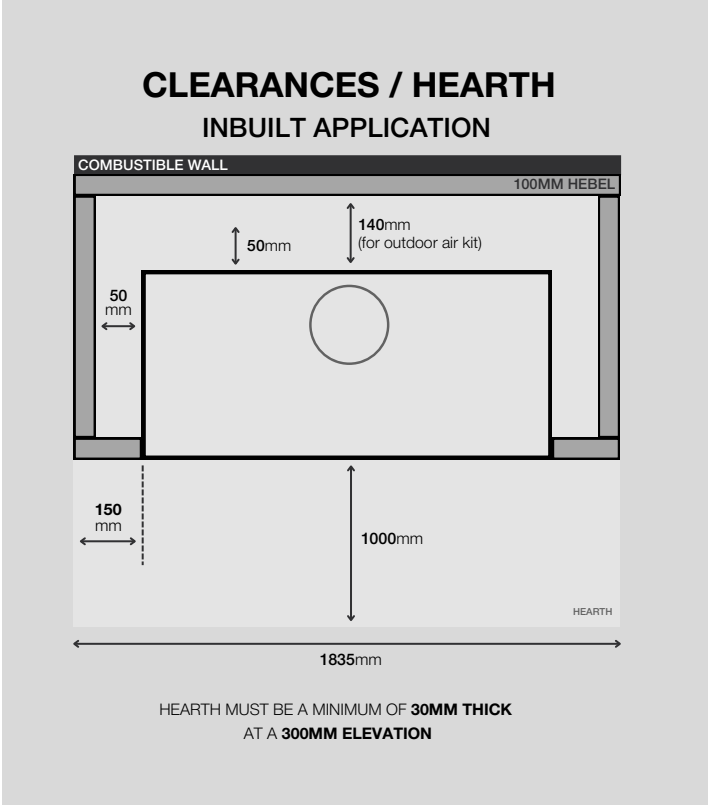 CLEARANCES / HEARTH
INBUILT APPLICATION
COMBUSTIBLE WALL
100MM HEBEL
140mm
(for outdoor air kit)
50mm
50
mm
150
mm
1000mm
HEARTH
1835mm
HEARTH MUST BE A MINIMUM OF 30MM THICK
AT A 300MM ELEVATION